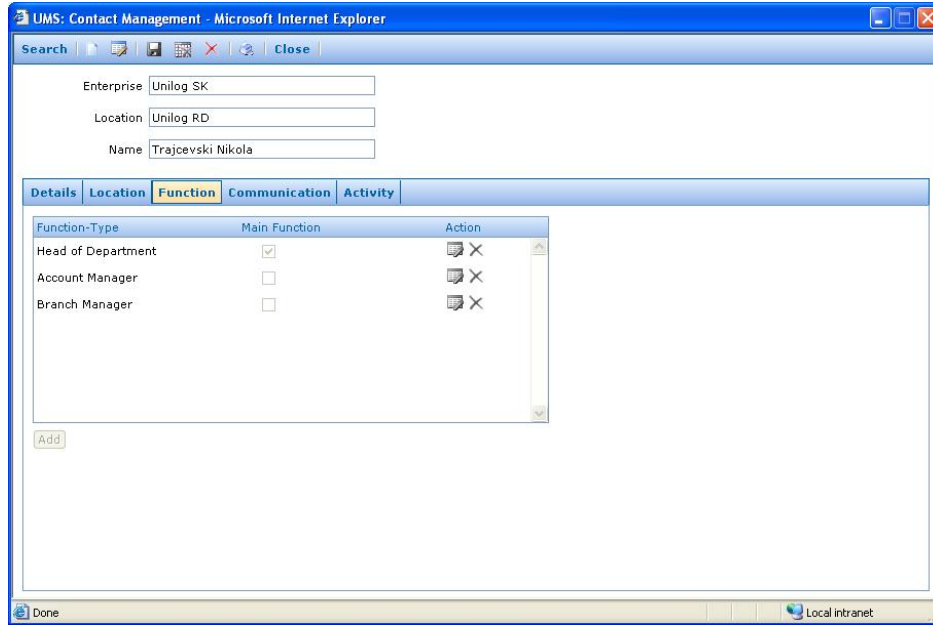 UMS: Contact Management - Microsoft Internet Explorer
Search Close
Enterprise Unilog SK
Location Unilog RD
Name Trajcevski Nikola
Details Location Function Communication Activity
Function-Type Main Function Action
Head of Department
Account Manager
Branch Manager
Add
Done Local intranet